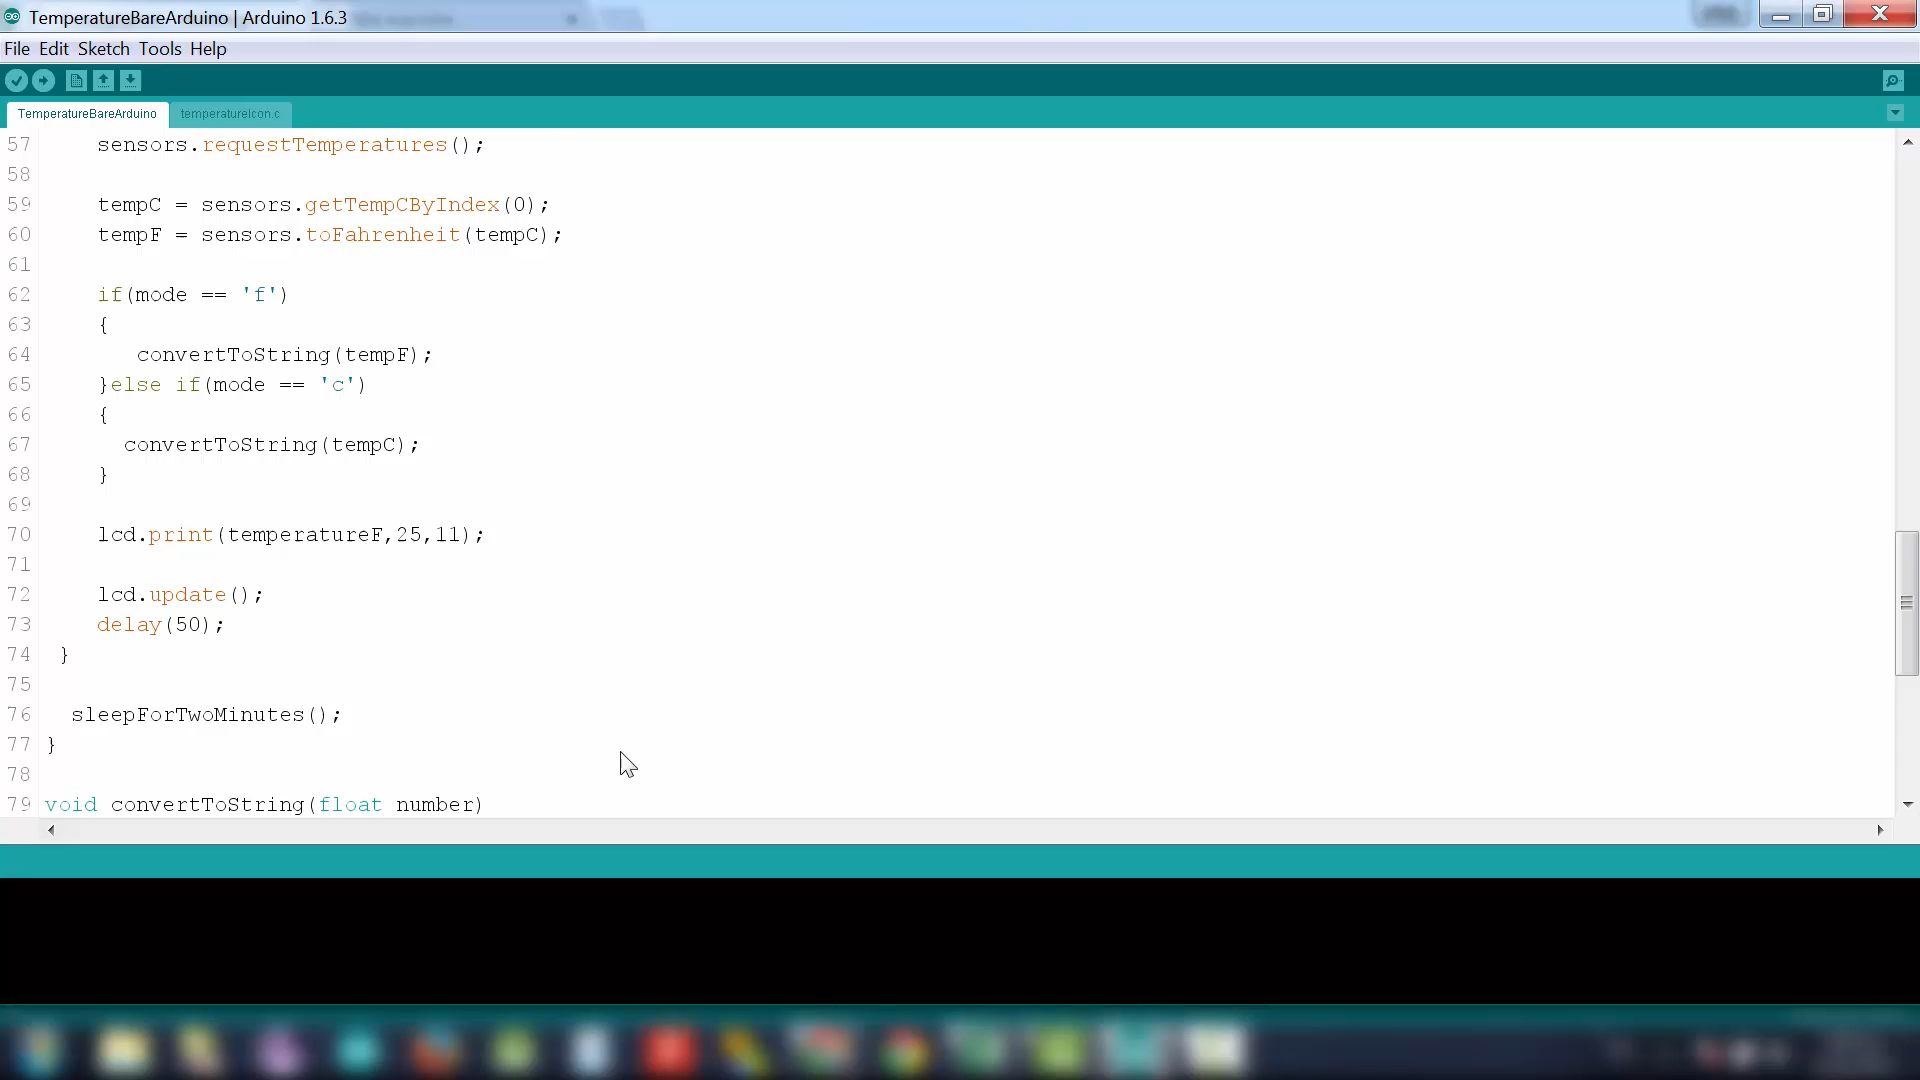 TemperatureBareArduino | Arduino 1.6.3
File Edit Sketch Tools Help
TemperatureBareArduino temperatureIcon.c
57 sensors.requestTemperatures();
58
59 tempC = sensors.getTempCByIndex(0);
60 tempF = sensors.toFahrenheit(tempC);
61
62 if(mode == 'f')
63 {
64 convertToString(tempF);
65 }else if(mode == 'c')
66 {
67 convertToString(tempC);
68 }
69
70 lcd.print(temperatureF,25,11);
71
72 lcd.update();
73 delay(50);
74 }
75
76 sleepForTwoMinutes();
77 }
78
79 void convertToString(float number)